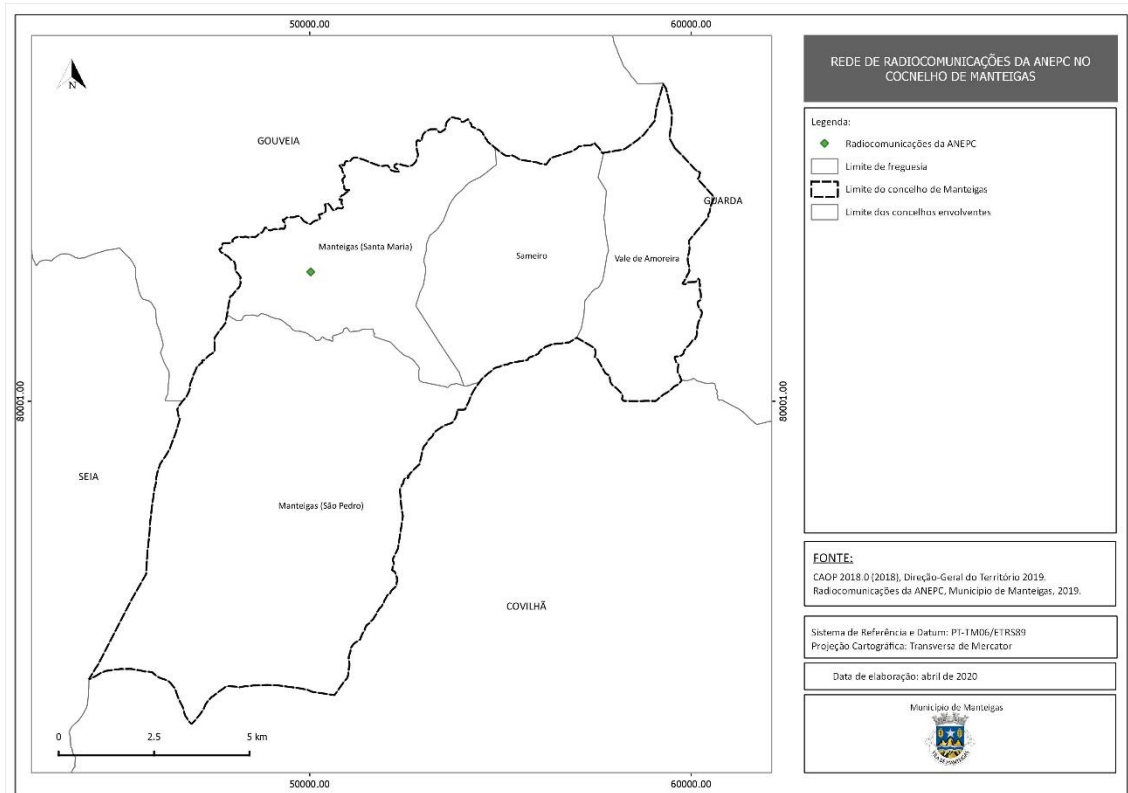 50000.00
60000.00
N
GOUVEIA
GUARDA
Manteigas (Santa Maria)
Sameiro
Vale de Amoreira
80001.00
80001.00
SEIA
Manteigas (São Pedro)
COVILHÃ
0 2.5 5 km
50000.00
60000.00
REDE DE RADIOCOMUNICAÇÕES DA ANEPC NO
COCNELHO DE MANTEIGAS
Legenda:
Radiocomunicações da ANEPC
Limite de freguesia
Limite do concelho de Manteigas
Limite dos concelhos envolventes
FONTE:
CAOP 2018.0 (2018), Direção-Geral do Território 2019.
Radiocomunicações da ANEPC, Municipio de Manteigas, 2019.
Sistema de Referência e Datum: PT-TM06/ETRS89
Projeção Cartográfica: Transversa de Mercator
Data de elaboração: abril de 2020
Município de Manteigas
VILA DE MANTEIGAS